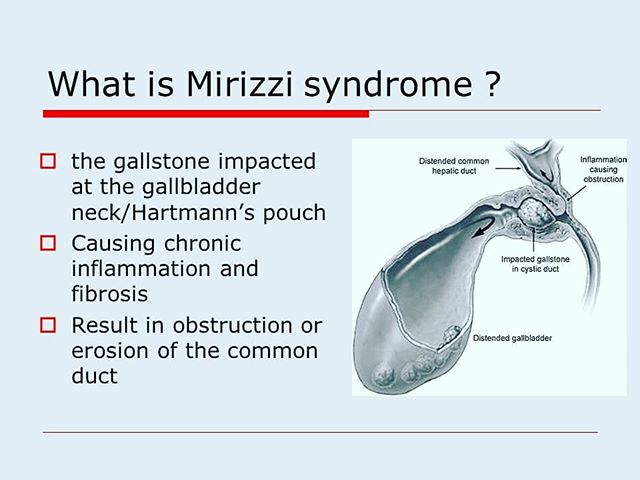 What is Mirizzi syndrome ?
the gallstone impacted
at the gallbladder
neck/Hartmann’s pouch
Causing chronic
inflammation and
fibrosis
Result in obstruction or
erosion of the common
duct
Distended common
hepatic duct
Inflammation
causing
obstruction
Impacted gallstone
in cystic duct
Distended gallbladder